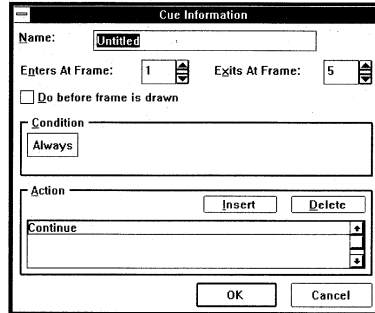 Cue Information
Name: Untitled
Enters At Frame: 1 Exits At Frame: 5
Do before frame is drawn
Condition
Always
Action
Insert Delete
Continue
OK Cancel